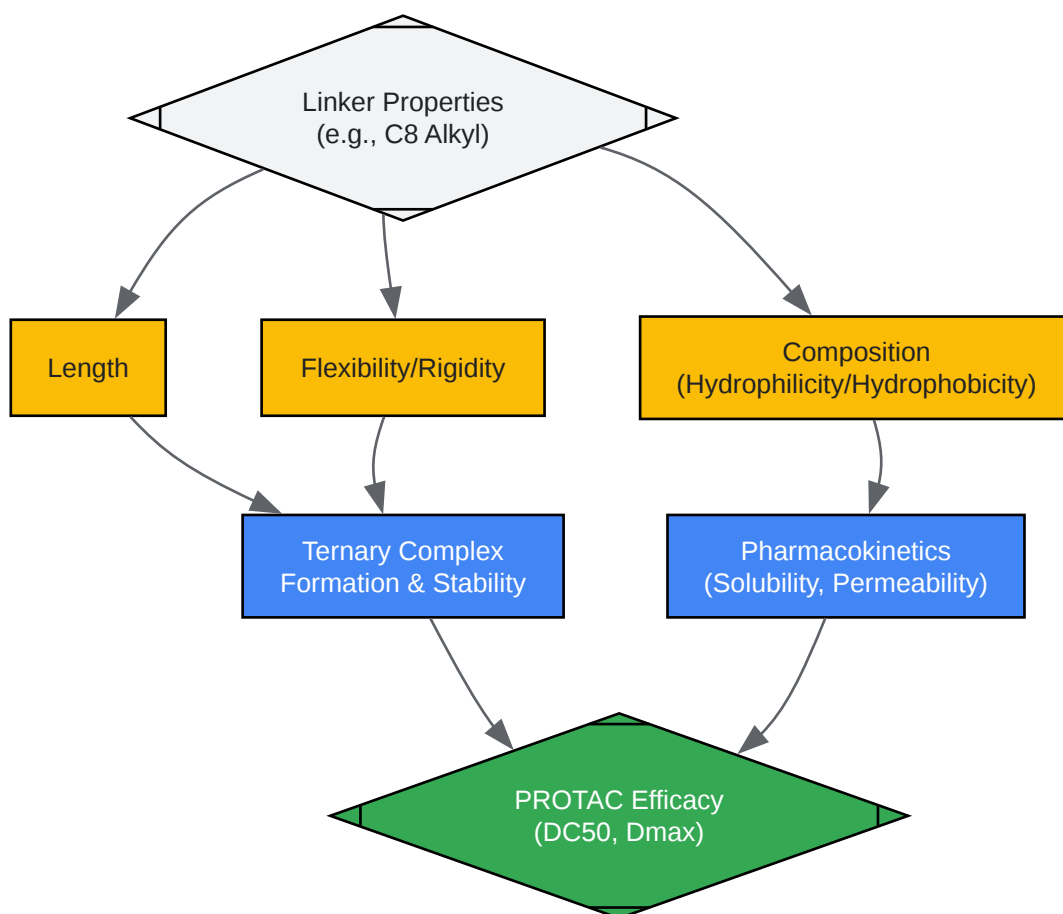 Linker Properties
(e.g., C8 Alkyl)
Length
Flexibility/Rigidity
Composition
(Hydrophilicity/Hydrophobicity)
Ternary Complex
Formation & Stability
Pharmacokinetics
(Solubility, Permeability)
PROTAC Efficacy
(DC50, Dmax)